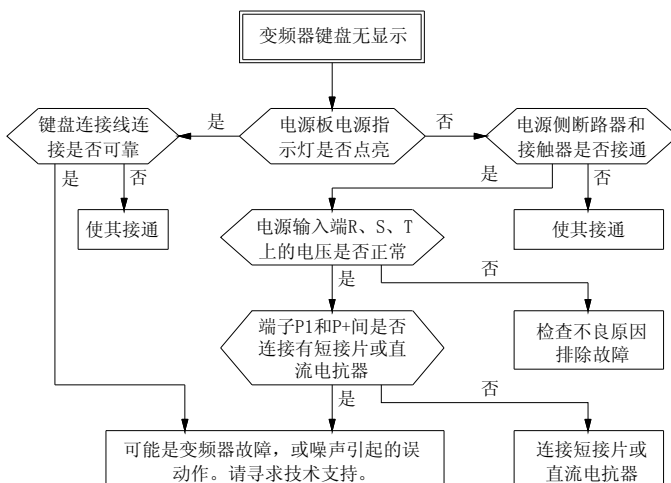 变频器键盘无显示
键盘连接线连
接是否可靠
是
电源板电源指
示灯是否点亮
否
电源侧断路器和
接触器是否接通
是
否
是
否
使其接通
电源输入端R、S、T
上的电压是否正常
使其接通
是
否
端子P1和P+间是否
连接有短接片或直
流电抗器
检查不良原因
排除故障
是
否
可能是变频器故障，或噪声引起的误
动作。请寻求技术支持。
连接短接片或
直流电抗器